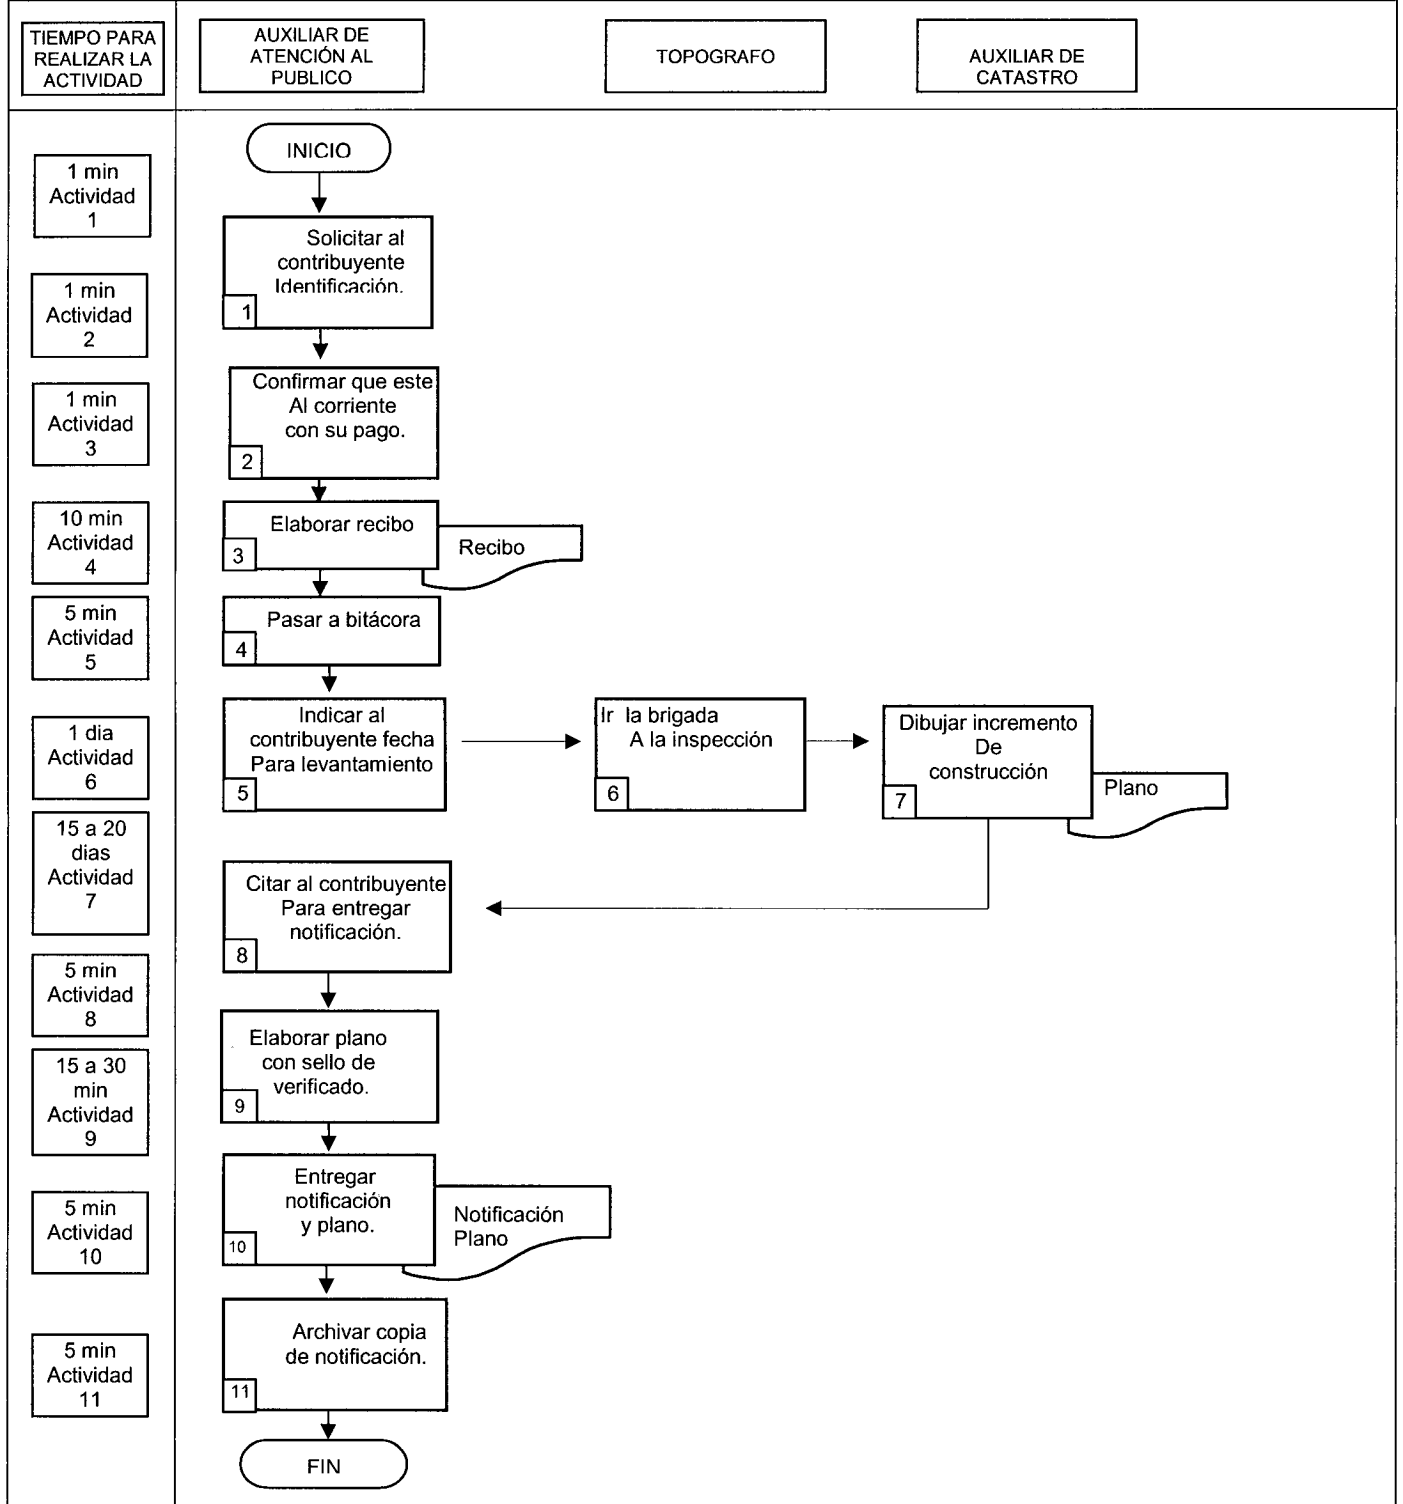 TIEMPO PARA
REALIZAR LA
ACTIVIDAD
AUXILIAR DE
ATENCIÓN AL
PUBLICO
TOPOGRAFO
AUXILIAR DE
CATASTRO
1 min
Actividad
1
1 min
Actividad
2
1 min
Actividad
3
10 min
Actividad
4
5 min
Actividad
5
1 dia
Actividad
6
15 a 20
dias
Actividad
7
5 min
Actividad
8
15 a 30
min
Actividad
9
5 min
Actividad
10
5 min
Actividad
11
INICIO
Solicitar al
contribuyente
Identificación.
1
Confirmar que este
Al corriente
con su pago.
2
Elaborar recibo
3
Recibo
Pasar a bitácora
4
Indicar al
contribuyente fecha
Para levantamiento
5
Ir la brigada
A la inspección
6
Dibujar incremento
De
construcción
7
Plano
Citar al contribuyente
Para entregar
notificación.
8
Elaborar plano
con sello de
verificado.
9
Entregar
notificación
y plano.
10
Notificación
Plano
Archivar copia
de notificación.
11
FIN